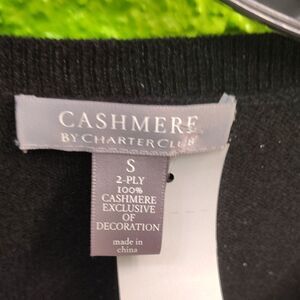 CASHMERE
BY CHARTER CLUB
S
2-PLY
100%
CASHMERE
EXCLUSIVE
OF
DECORATION
made in
china